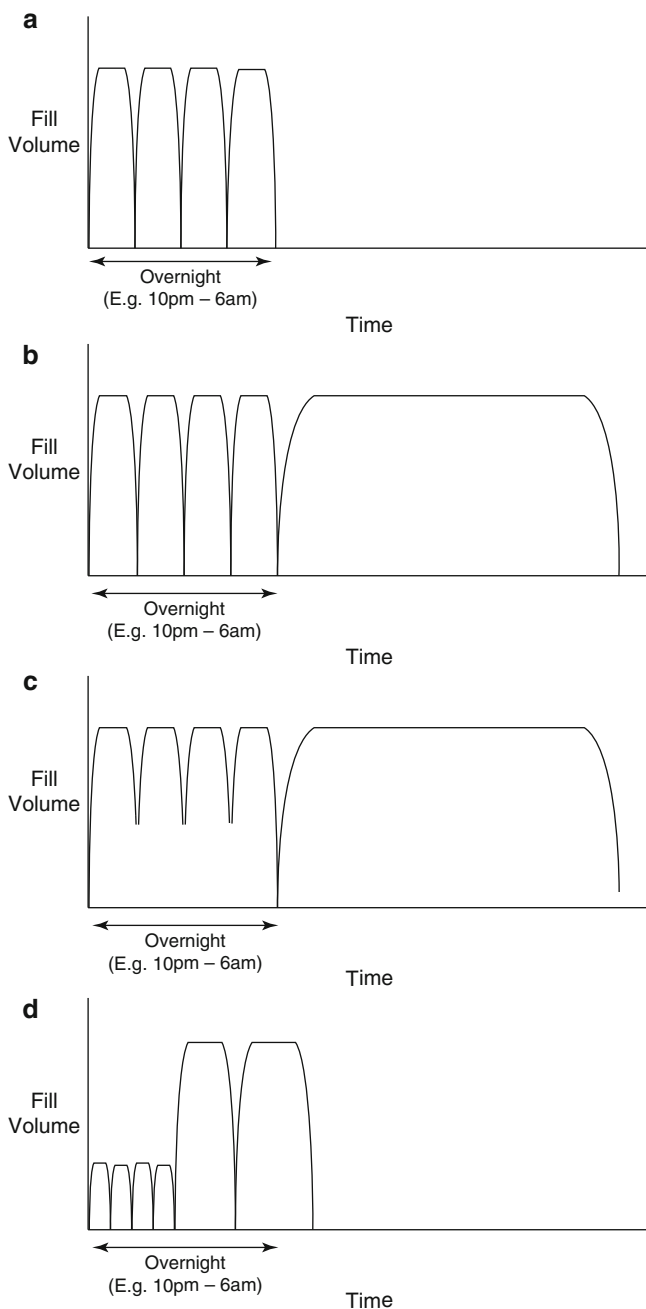 a
Fill
Volume
Overnight
(E.g. 10pm – 6am)
Time
b
Fill
Volume
Overnight
(E.g. 10pm – 6am)
Time
c
Fill
Volume
Overnight
(E.g. 10pm – 6am)
Time
d
Fill
Volume
Overnight
(E.g. 10pm – 6am)
Time